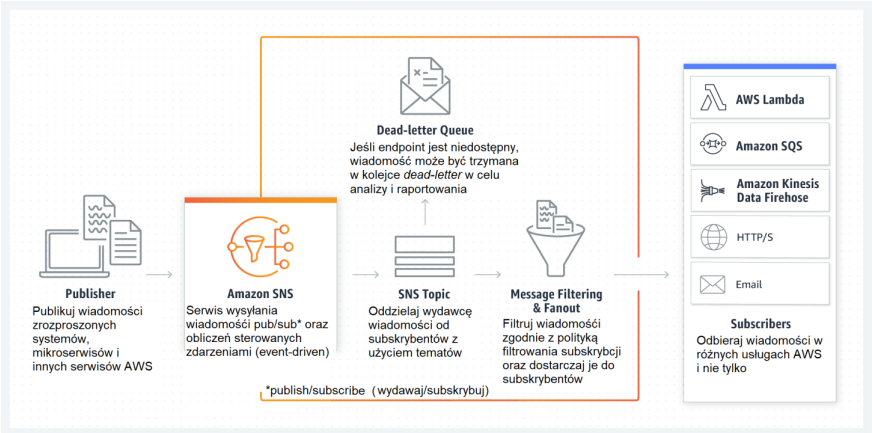 Dead-letter Queue
Jeśli endpoint jest niedostępny,
wiadomość może być trzymana
w kolejce dead-letter w celu
analizy i raportowania
Publisher
Publikuj wiadomości
zrozproszonych
systemów,
mikroserwisów i
innych serwisów AWS
Amazon SNS
Serwis wysyłania
wiadomośći pub/sub* oraz
obliczeń sterowanych
zdarzeniami (event-driven)
SNS Topic
Oddzielaj wydawcę
wiadomości od
subskrybentów z
użyciem tematów
Message Filtering
& Fanout
Filtruj wiadomośći
zgodnie z polityką
filtrowania subskrybcji
oraz dostarczaj je do
subskrybentów
*publish/subscribe (wydawaj/subskrybuj)
AWS Lambda
Amazon SQS
Amazon Kinesis
Data Firehose
HTTP/S
Email
Subscribers
Odbieraj wiadomości w
różnych usługach AWS
i nie tylko